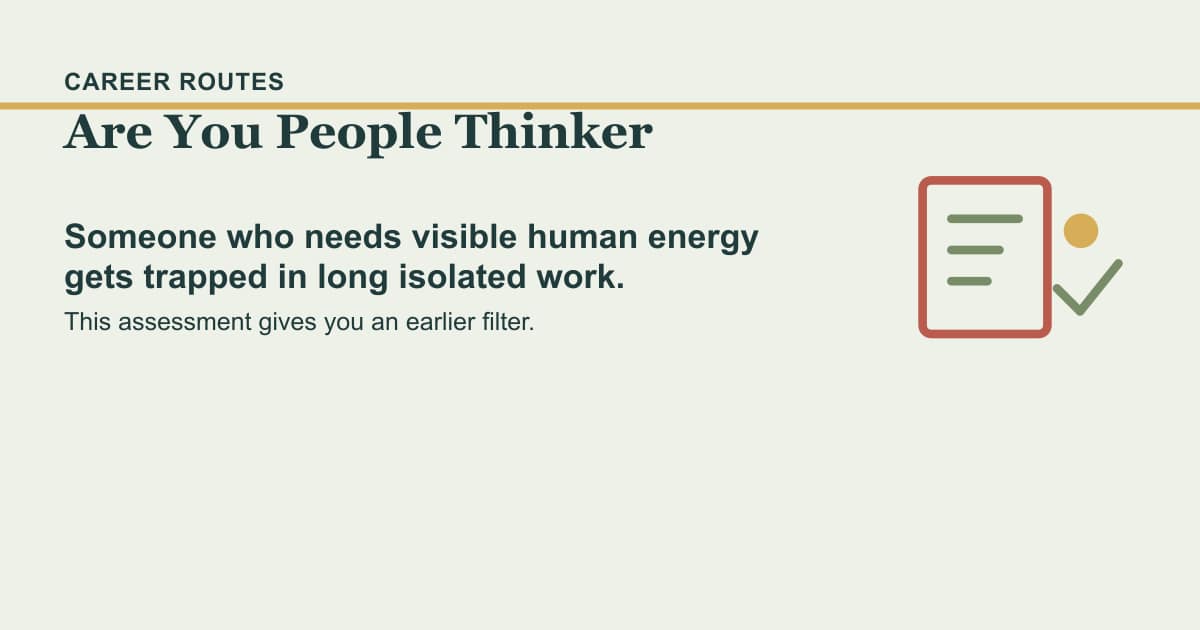 CAREER ROUTES
Are You People Thinker
Someone who needs visible human energy
gets trapped in long isolated work.
This assessment gives you an earlier filter.